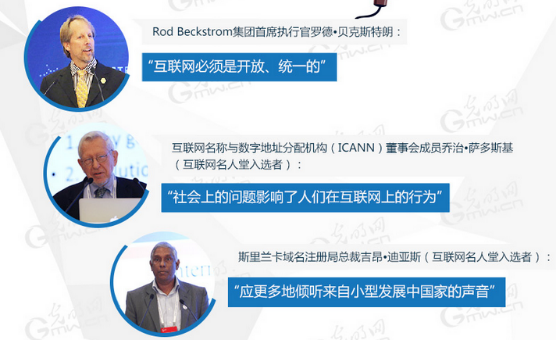 Rod Beckstrom集团首席执行官罗德•贝克斯特朗：
“互联网必须是开放、统一的”
互联网名称与数字地址分配机构（ICANN）董事会成员乔治•萨多斯基
（互联网名人堂入选者）：
“社会上的问题影响了人们在互联网上的行为”
斯里兰卡域名注册局总裁吉昂•迪亚斯（互联网名人堂入选者）：
“应更多地倾听来自小型发展中国家的声音”
光明网
Gmw.cn